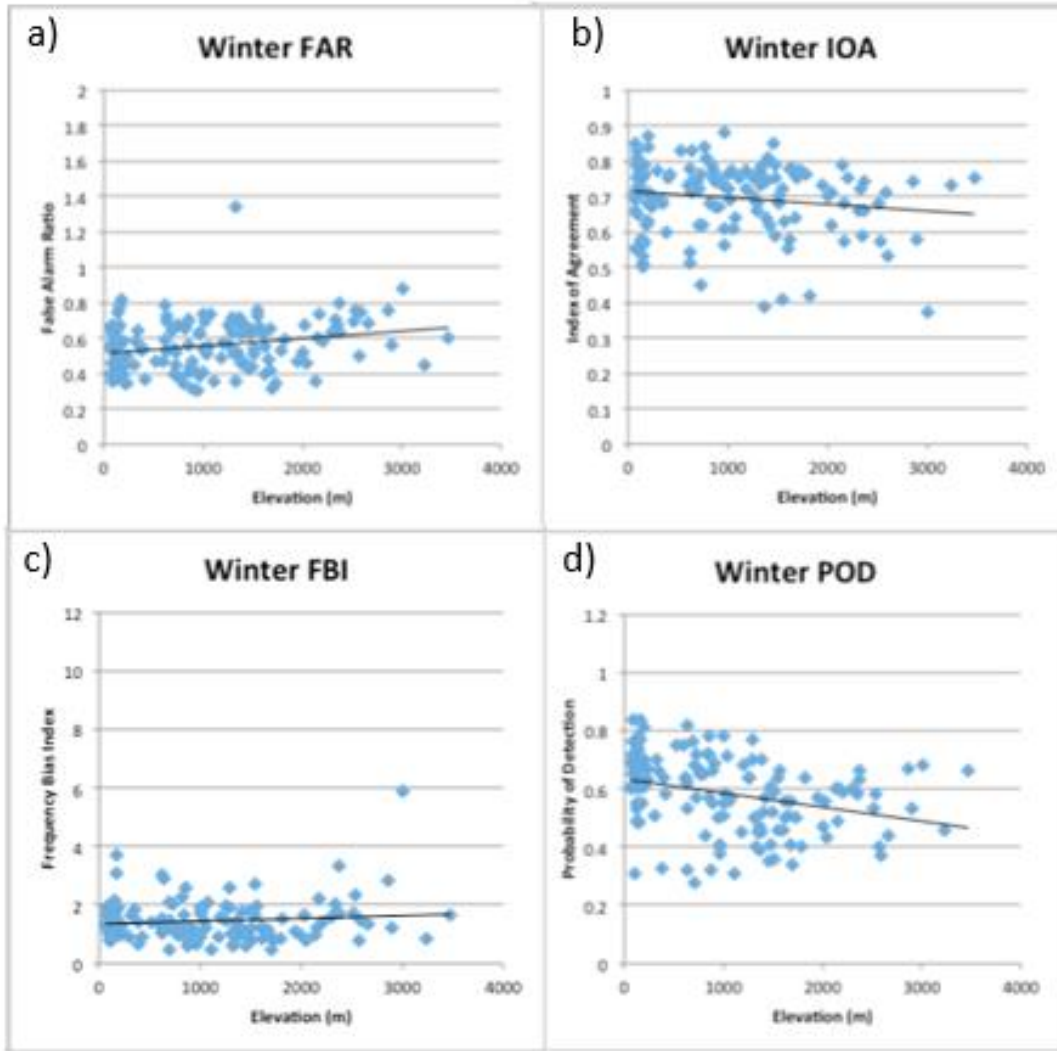 a)
Winter FAR
2
1.8
1.6
1.4
1.2
1
0.8
0.6
0.4
0.2
0
False Alarm Ratio
0 1000 2000 3000 4000
Elevation (m)
b)
Winter IOA
1
0.9
0.8
0.7
0.6
0.5
0.4
0.3
0.2
0.1
0
Index of Agreement
0 1000 2000 3000 4000
Elevation (m)
c)
Winter FBI
12
10
8
6
4
2
0
Frequency Bias Index
0 1000 2000 3000 4000
Elevation (m)
d)
Winter POD
1.2
1
0.8
0.6
0.4
0.2
0
Probability of Detection
0 1000 2000 3000 4000
Elevation (m)